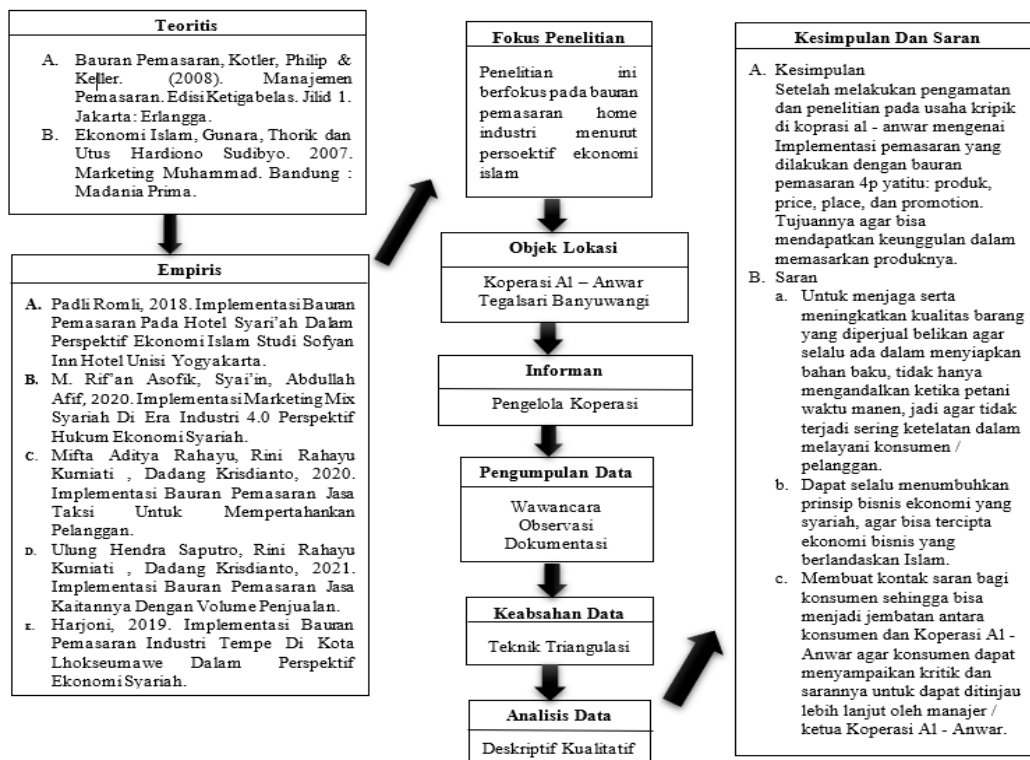 Teoritis
A. Bauran Pemasaran, Kotler, Philip &
Keller. (2008). Manajemen
Pemasaran. Edisi Ketigabelas. Jilid 1.
Jakarta: Erlangga.
B. Ekonomi Islam, Gunara, Thorik dan
Utus Hardiono Sudibyo. 2007.
Marketing Muhammad. Bandung :
Madania Prima.
Empiris
A. Padli Romli, 2018. Implementasi Bauran
Pemasaran Pada Hotel Syari'ah Dalam
Perspektif Ekonomi Islam Studi Sofyan
Inn Hotel Unisi Yogyakarta.
B. M. Rif'an Asofik, Syai'in, Abdullah
Afif, 2020. Implementasi Marketing Mix
Syariah Di Era Industri 4.0 Perspektif
Hukum Ekonomi Syariah.
C. Mifta Aditya Rahayu, Rini Rahayu
Kurniati , Dadang Krisdianto, 2020.
Implementasi Bauran Pemasaran Jasa
Taksi Untuk Mempertahankan
Pelanggan.
D. Ulung Hendra Saputro, Rini Rahayu
Kurniati , Dadang Krisdianto, 2021.
Implementasi Bauran Pemasaran Jasa
Kaitannya Dengan Volume Penjualan.
E. Harjoni, 2019. Implementasi Bauran
Pemasaran Industri Tempe Di Kota
Lhokseumawe Dalam Perspektif
Ekonomi Syariah.
Fokus Penelitian
Penelitian ini
berfokus pada bauran
pemasaran home
industri menurut
persoektif ekonomi
islam
Objek Lokasi
Koperasi Al – Anwar
Tegalsari Banyuwangi
Informan
Pengelola Koperasi
Pengumpulan Data
Wawancara
Observasi
Dokumentasi
Keabsahan Data
Teknik Triangulasi
Analisis Data
Deskriptif Kualitatif
Kesimpulan Dan Saran
A. Kesimpulan
Setelah melakukan pengamatan
dan penelitian pada usaha kripik
di koprasi al - anwar mengenai
Implementasi pemasaran yang
dilakukan dengan bauran
pemasaran 4p yatitu: produk,
price, place, dan promotion.
Tujuannya agar bisa
mendapatkan keunggulan dalam
memasarkan produknya.
B. Saran
a. Untuk menjaga serta
meningkatkan kualitas barang
yang diperjual belikan agar
selalu ada dalam menyiapkan
bahan baku, tidak hanya
mengandalkan ketika petani
waktu manen, jadi agar tidak
terjadi sering ketelatan dalam
melayani konsumen /
pelanggan.
b. Dapat selalu menumbuhkan
prinsip bisnis ekonomi yang
syariah, agar bisa tercipta
ekonomi bisnis yang
berlandaskan Islam.
c. Membuat kontak saran bagi
konsumen sehingga bisa
menjadi jembatan antara
konsumen dan Koperasi Al -
Anwar agar konsumen dapat
menyampaikan kritik dan
sarannya untuk dapat ditinjau
lebih lanjut oleh manajer /
ketua Koperasi Al - Anwar.